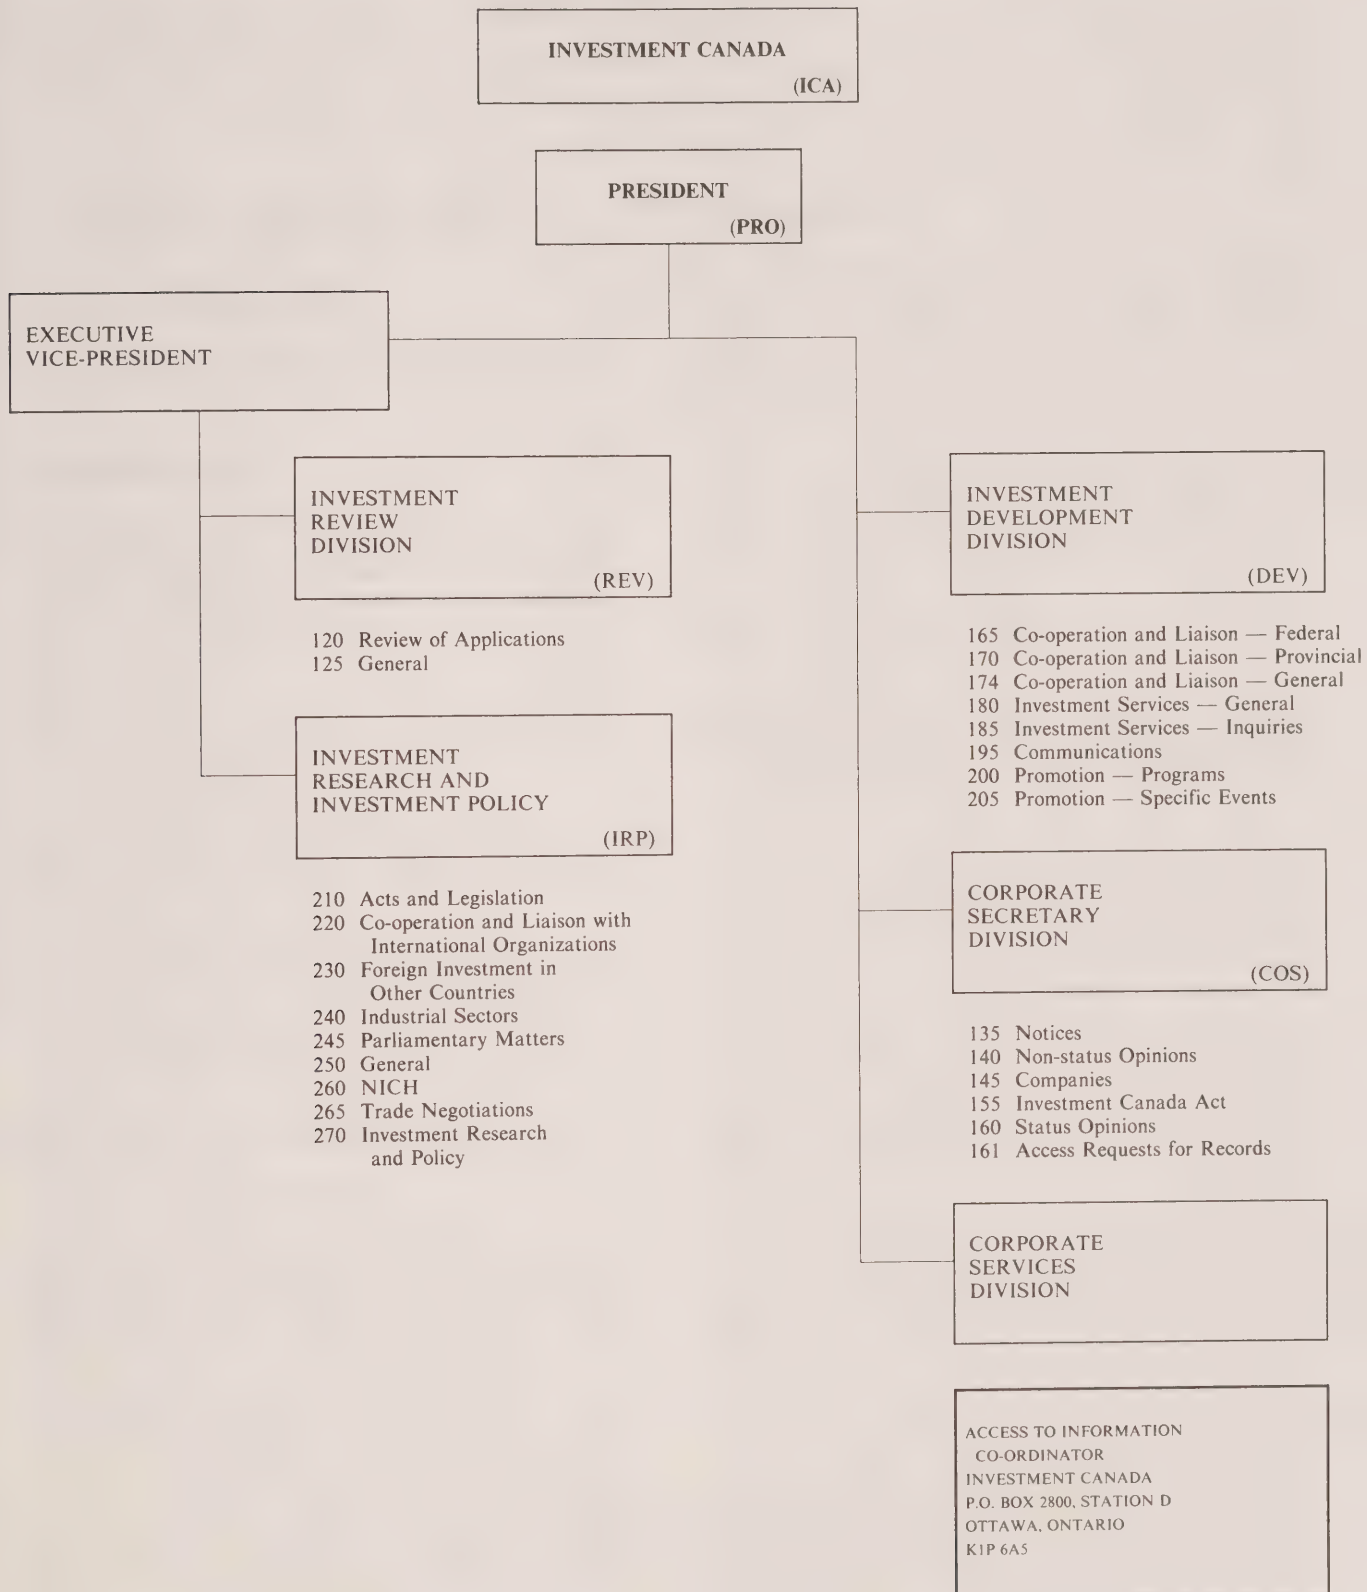 INVESTMENT CANADA
(ICA)
PRESIDENT
(PRO)
EXECUTIVE
VICE-PRESIDENT
INVESTMENT
REVIEW
DIVISION
(REV)
120 Review of Applications
125 General
INVESTMENT
RESEARCH AND
INVESTMENT POLICY
(IRP)
210 Acts and Legislation
220 Co-operation and Liaison with
International Organizations
230 Foreign Investment in
Other Countries
240 Industrial Sectors
245 Parliamentary Matters
250 General
260 NICH
265 Trade Negotiations
270 Investment Research
and Policy
INVESTMENT
DEVELOPMENT
DIVISION
(DEV)
165 Co-operation and Liaison — Federal
170 Co-operation and Liaison — Provincial
174 Co-operation and Liaison — General
180 Investment Services — General
185 Investment Services — Inquiries
195 Communications
200 Promotion — Programs
205 Promotion — Specific Events
CORPORATE
SECRETARY
DIVISION
(COS)
135 Notices
140 Non-status Opinions
145 Companies
155 Investment Canada Act
160 Status Opinions
161 Access Requests for Records
CORPORATE
SERVICES
DIVISION
ACCESS TO INFORMATION
CO-ORDINATOR
INVESTMENT CANADA
P.O. BOX 2800, STATION D
OTTAWA, ONTARIO
K1P 6A5